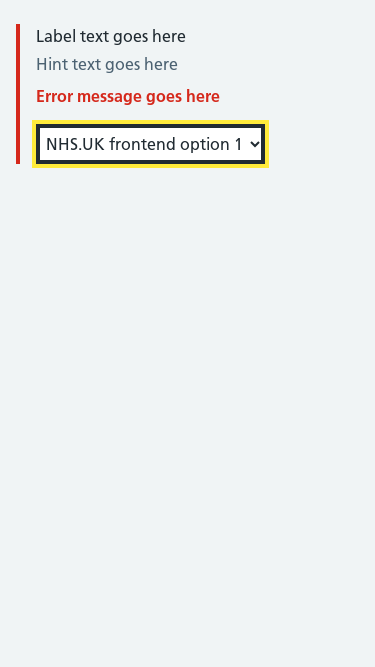 Label text goes here
Hint text goes here
Error message goes here
NHS.UK frontend option 1